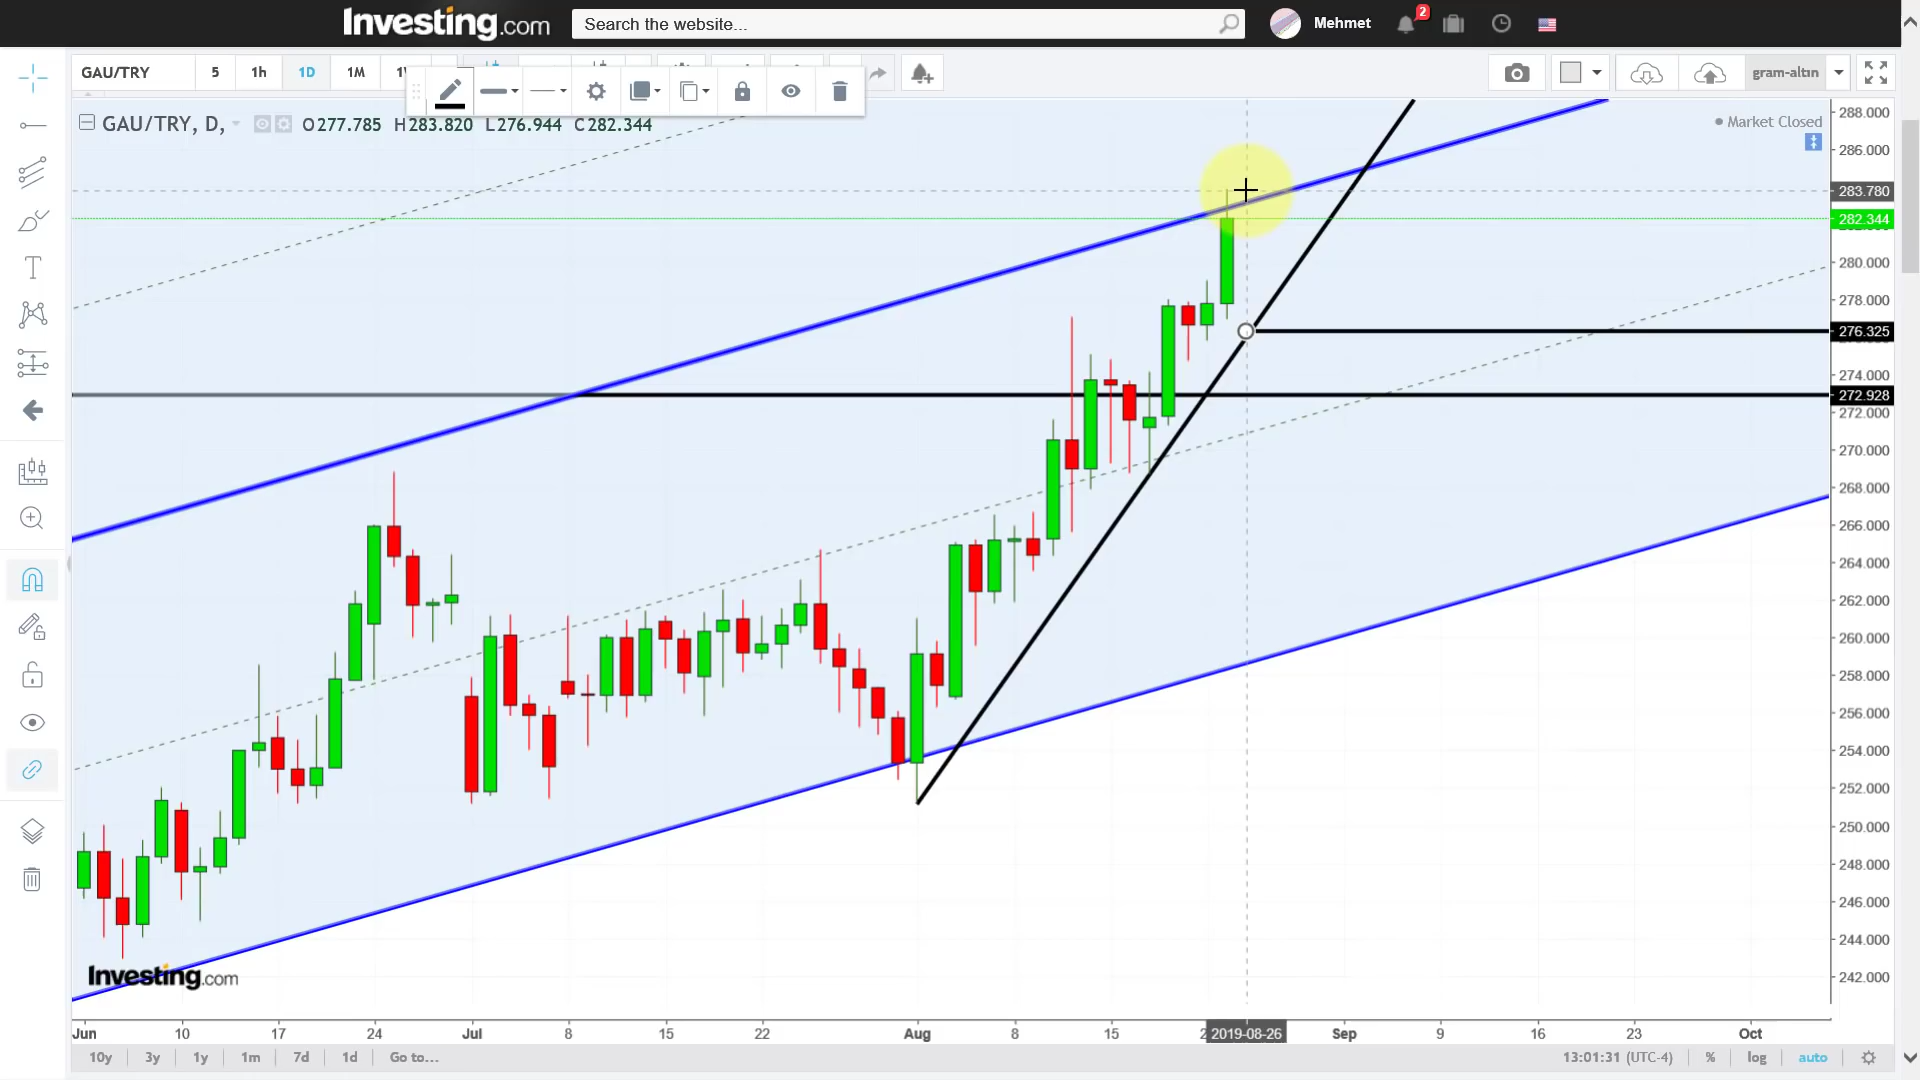 Investing.com
Search the website...
Mehmet
2
GAU/TRY
5
1h
1D
1M
gram-altın
GAU/TRY, D,
O277.785 H283.820 L276.944 C282.344
Market Closed
288.000
286.000
283.780
282.344
280.000
278.000
276.325
274.000
272.928
272.000
270.000
268.000
266.000
264.000
262.000
260.000
258.000
256.000
254.000
252.000
250.000
248.000
246.000
244.000
242.000
Investing.com
Jun 10 17 24 Jul 8 15 22 Aug 8 15 2019-08-26 Sep 9 16 23 Oct
10y 3y 1y 1m 7d 1d Go to... 13:01:31 (UTC-4) % log auto